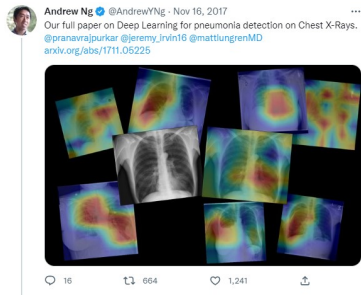 Andrew Ng @AndrewYNg · Nov 16, 2017
Our full paper on Deep Learning for pneumonia detection on Chest X-Rays.
@pranavrajpurkar @jeremy_irvin16 @mattlungrenMD
arxiv.org/abs/1711.05225
16 664 1,241